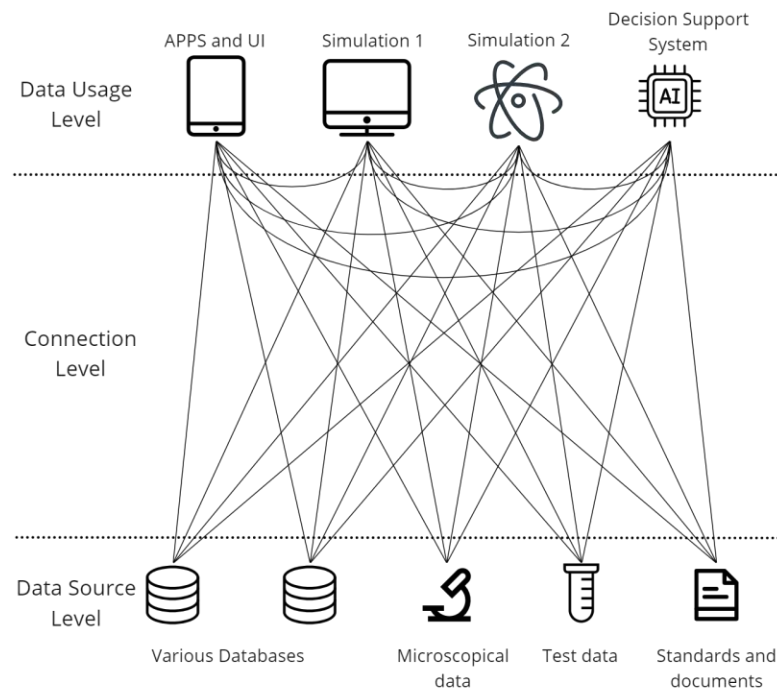 APPS and UI
Simulation 1
Simulation 2
Decision Support
System
Data Usage
Level
AI
Connection
Level
Data Source
Level
Various Databases
Microscopical
data
Test data
Standards and
documents